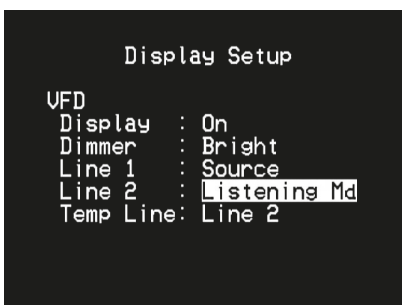 Display Setup
VFD
Display : On
Dimmer : Bright
Line 1 : Source
Line 2 : Listening Md
Temp Line: Line 2